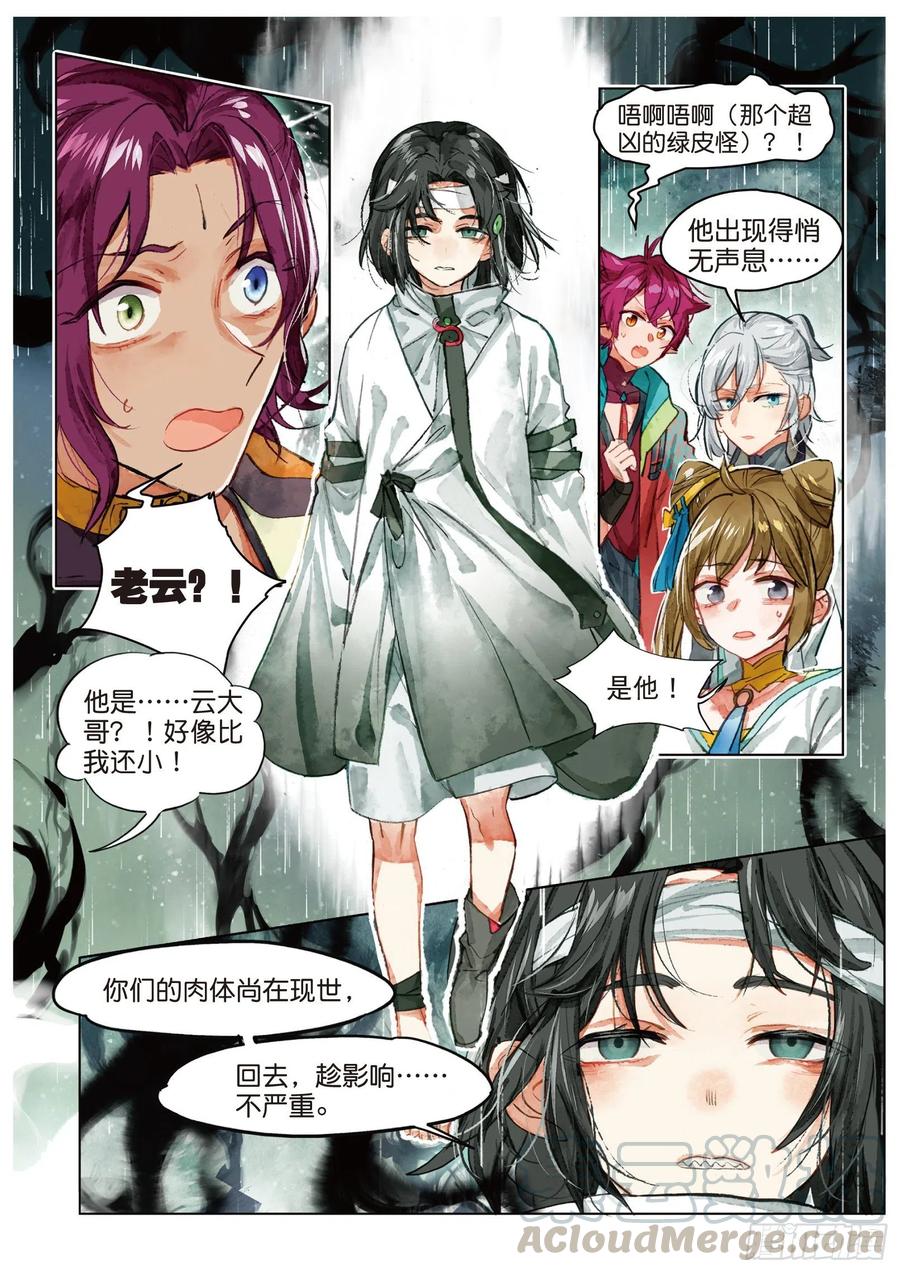 唔啊唔啊（那个超
凶的绿皮怪）？！
他出现得悄
无声息……
老云？！
是他！
他是……云大
哥？！好像比
我还小！
你们的肉体尚在现世，
回去，趁影响……
不严重。
AcloudMerge.com